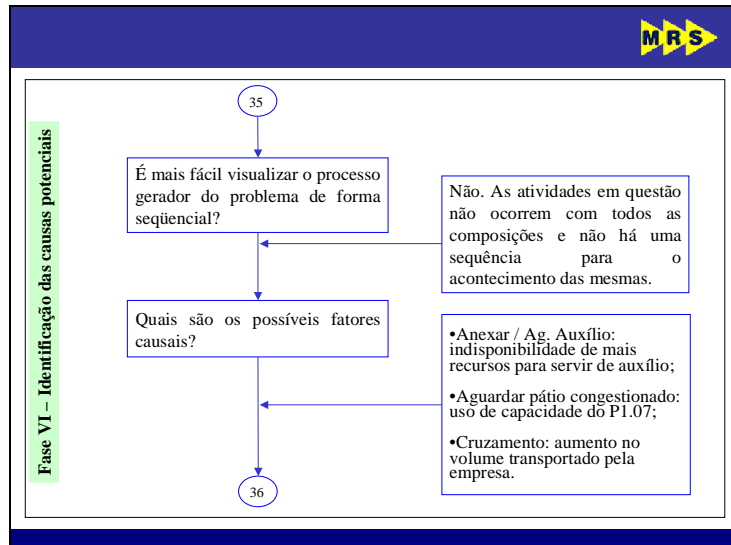 MRS
Fase VI – Identificação das causas potenciais
35
É mais fácil visualizar o processo
gerador do problema de forma
seqüencial?
Não. As atividades em questão
não ocorrem com todos as
composições e não há uma
sequência para o
acontecimento das mesmas.
Quais são os possíveis fatores
causais?
•Anexar / Ag. Auxílio:
indisponibilidade de mais
recursos para servir de auxílio;
•Aguardar pátio congestionado:
uso de capacidade do P1.07;
•Cruzamento: aumento no
volume transportado pela
empresa.
36